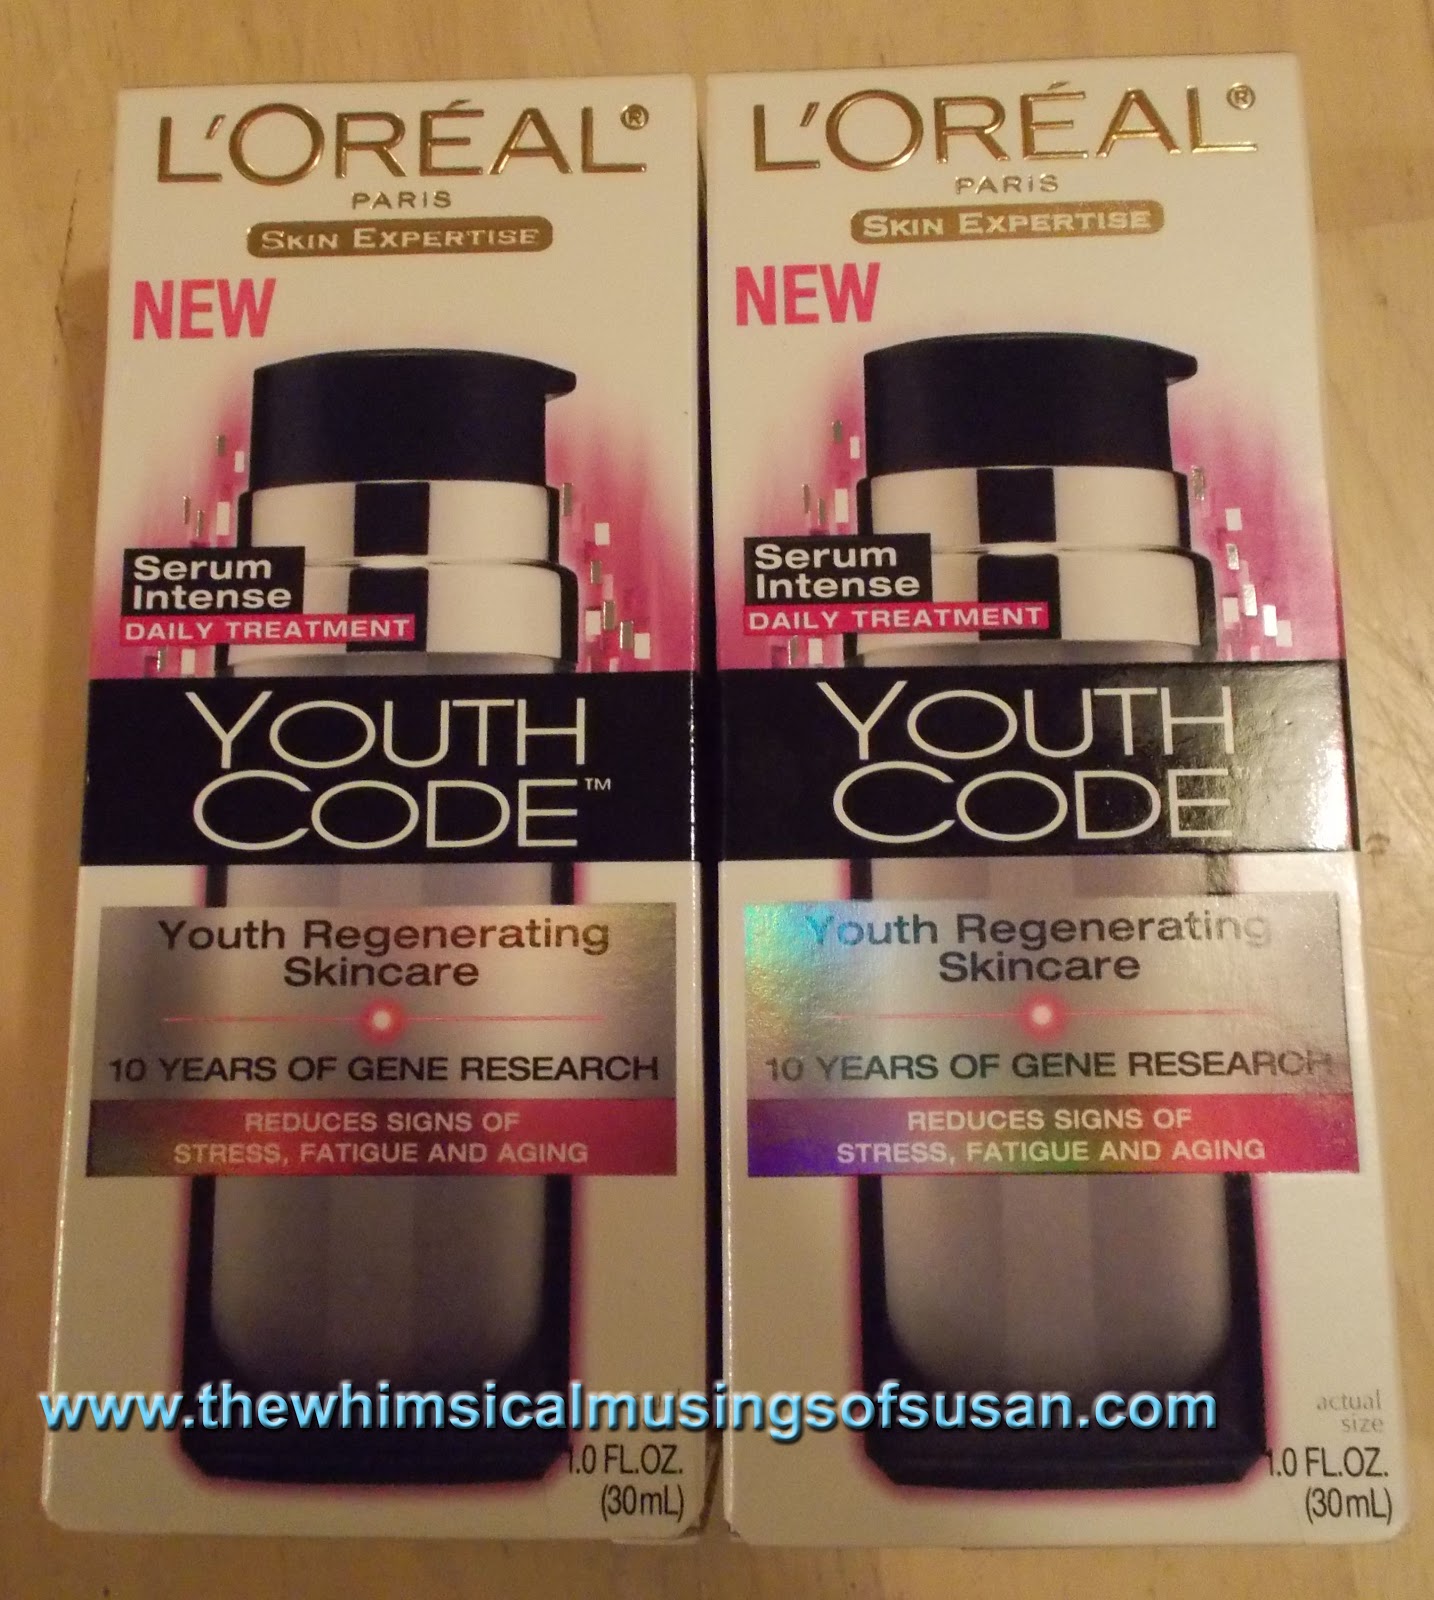 L'ORÉAL®
PARIS
SKIN EXPERTISE
NEW
Serum
Intense
DAILY TREATMENT
YOUTH
CODE™
Youth Regenerating
Skincare
10 YEARS OF GENE RESEARCH
REDUCES SIGNS OF
STRESS, FATIGUE AND AGING
1.0 FL.OZ.
(30mL)
L'ORÉAL®
PARIS
SKIN EXPERTISE
NEW
Serum
Intense
DAILY TREATMENT
YOUTH
CODE™
Youth Regenerating
Skincare
10 YEARS OF GENE RESEARCH
REDUCES SIGNS OF
STRESS, FATIGUE AND AGING
actual
size
1.0 FL.OZ.
(30mL)
www.thewhimsicalmusingsofsusan.com